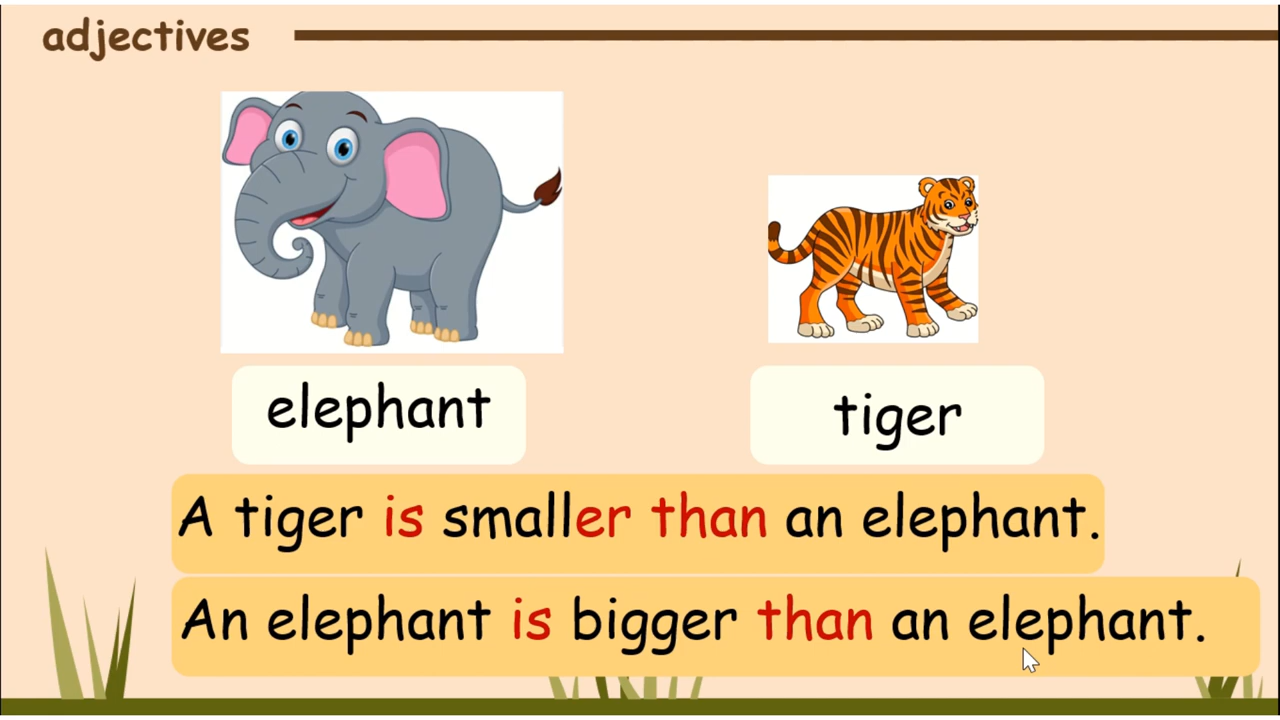 adjectives
elephant
tiger
A tiger is smaller than an elephant.
An elephant is bigger than an elephant.